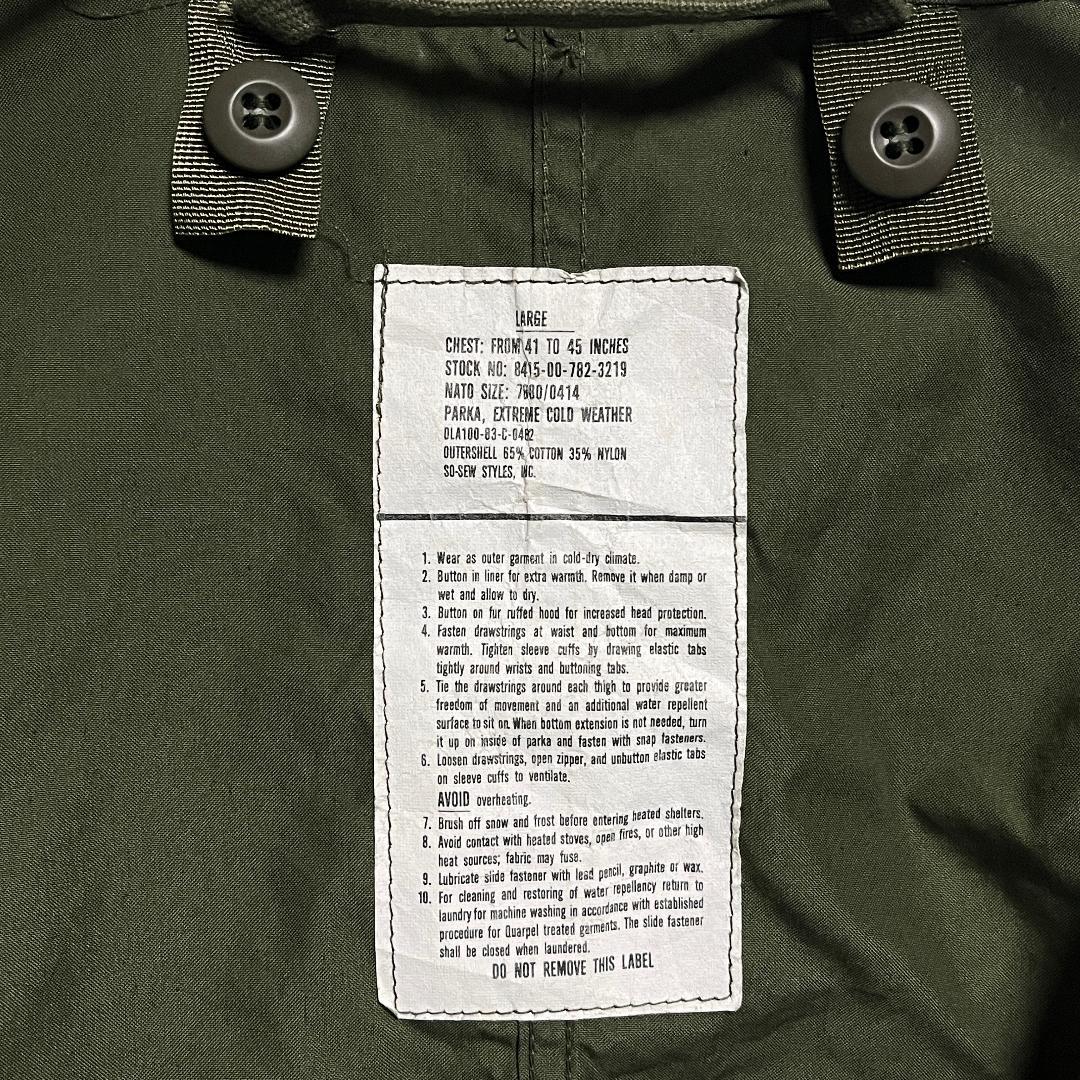 LARGE
CHEST: FROM 41 TO 45 INCHES
STOCK NO: 8415-00-782-3219
NATO SIZE: 7980/0414
PARKA, EXTREME COLD WEATHER
DLA100-83-C-0482
OUTERSHELL 65% COTTON 35% NYLON
SO-SEW STYLES, INC.
1. Wear as outer garment in cold-dry climate.
2. Button in liner for extra warmth. Remove it when damp or
wet and allow to dry.
3. Button on fur ruffed hood for increased head protection.
4. Fasten drawstrings at waist and bottom for maximum
warmth. Tighten sleeve cuffs by drawing elastic tabs
tightly around wrists and buttoning tabs.
5. Tie the drawstrings around each thigh to provide greater
freedom of movement and an additional water repellent
surface to sit on. When bottom extension is not needed, turn
it up on inside of parka and fasten with snap fasteners.
6. Loosen drawstrings, open zipper, and unbutton elastic tabs
on sleeve cuffs to ventilate.
AVOID overheating.
7. Brush off snow and frost before entering heated shelters.
8. Avoid contact with heated stoves, open fires, or other high
heat sources; fabric may fuse.
9. Lubricate slide fastener with lead pencil, graphite or wax.
10. For cleaning and restoring of water repellency return to
laundry for machine washing in accordance with established
procedure for Quarpel treated garments. The slide fastener
shall be closed when laundered.
DO NOT REMOVE THIS LABEL